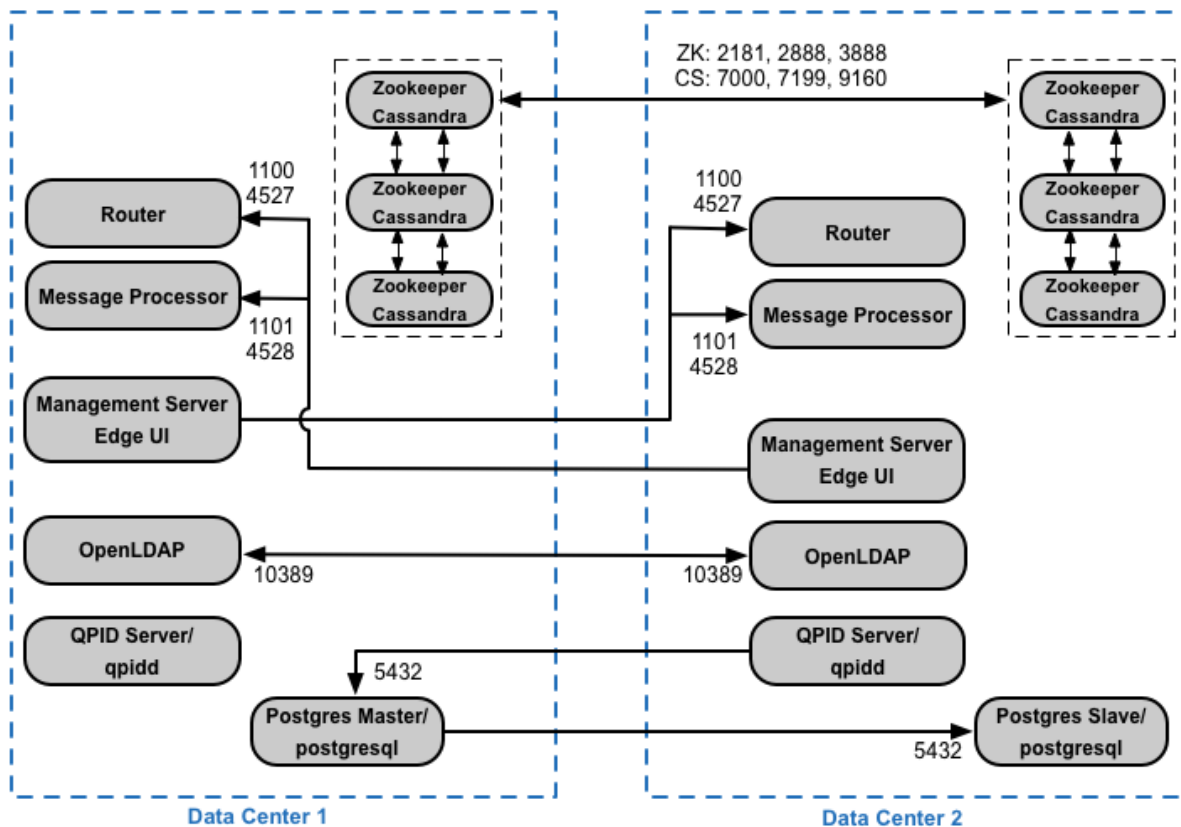 ZK: 2181, 2888, 3888
CS: 7000, 7199, 9160
Zookeeper
Cassandra
Zookeeper
Cassandra
Zookeeper
Cassandra
1100
4527
Router
Message Processor
1101
4528
Management Server
Edge UI
OpenLDAP
10389
QPID Server/
qpidd
5432
Postgres Master/
postgresql
Data Center 1
Zookeeper
Cassandra
Zookeeper
Cassandra
Zookeeper
Cassandra
1100
4527
Router
Message Processor
1101
4528
Management Server
Edge UI
OpenLDAP
10389
QPID Server/
qpidd
Postgres Slave/
postgresql
5432
Data Center 2